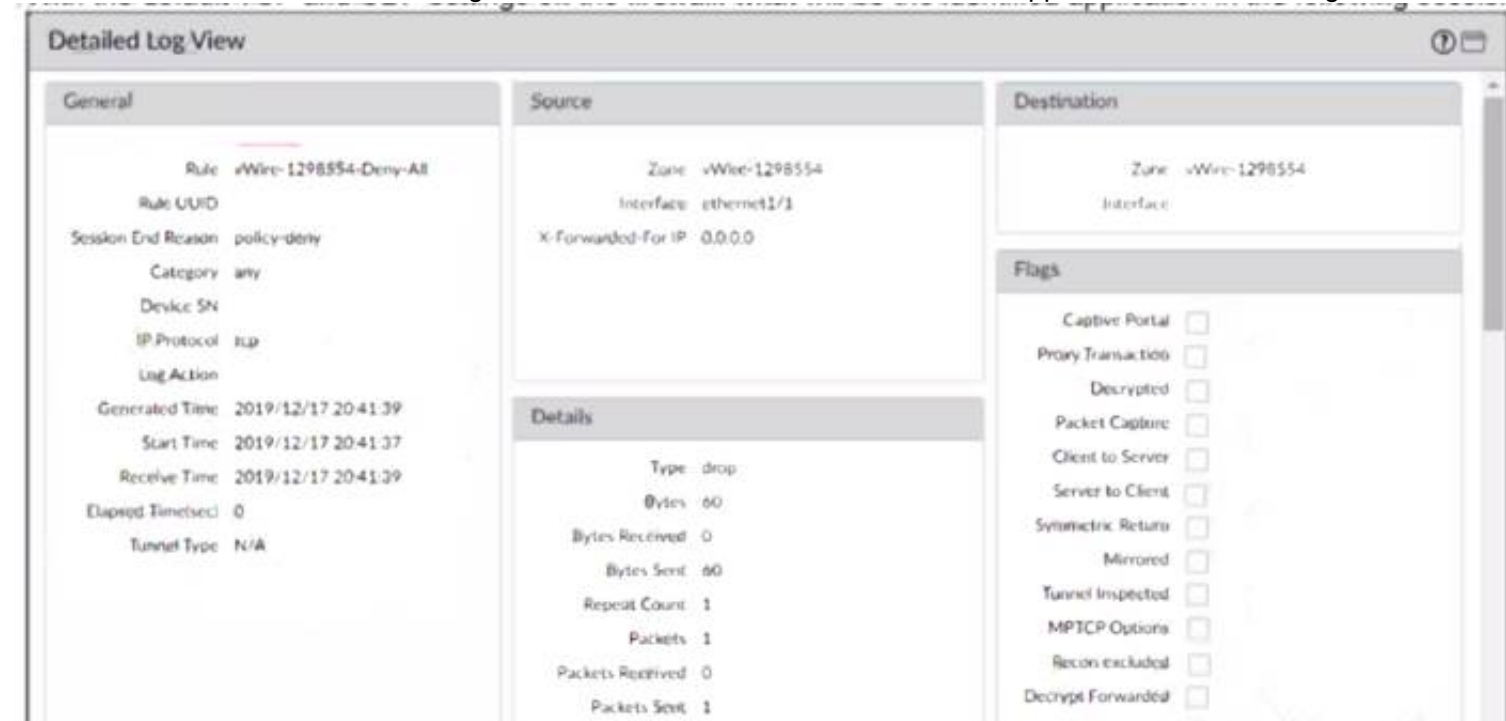 Detailed Log View
General
Rule vWire-1298554-Deny-All
Rule UUID
Session End Reason policy-deny
Category any
Device SN
IP Protocol tcp
Log Action
Generated Time 2019/12/17 20:41:39
Start Time 2019/12/17 20:41:37
Receive Time 2019/12/17 20:41:39
Elapsed Time(sec) 0
Tunnel Type N/A
Source
Zone vWire-1298554
Interface ethernet1/1
X-Forwarded-For IP 0.0.0.0
Details
Type drop
Bytes 60
Bytes Received 0
Bytes Sent 60
Repeat Count 1
Packets 1
Packets Received 0
Packets Sent 1
Destination
Zone vWire-1298554
Interface
Flags
Captive Portal
Proxy Transaction
Decrypted
Packet Capture
Client to Server
Server to Client
Symmetric Return
Mirrored
Tunnel Inspected
MPTCP Options
Recon excluded
Decrypt Forwarded